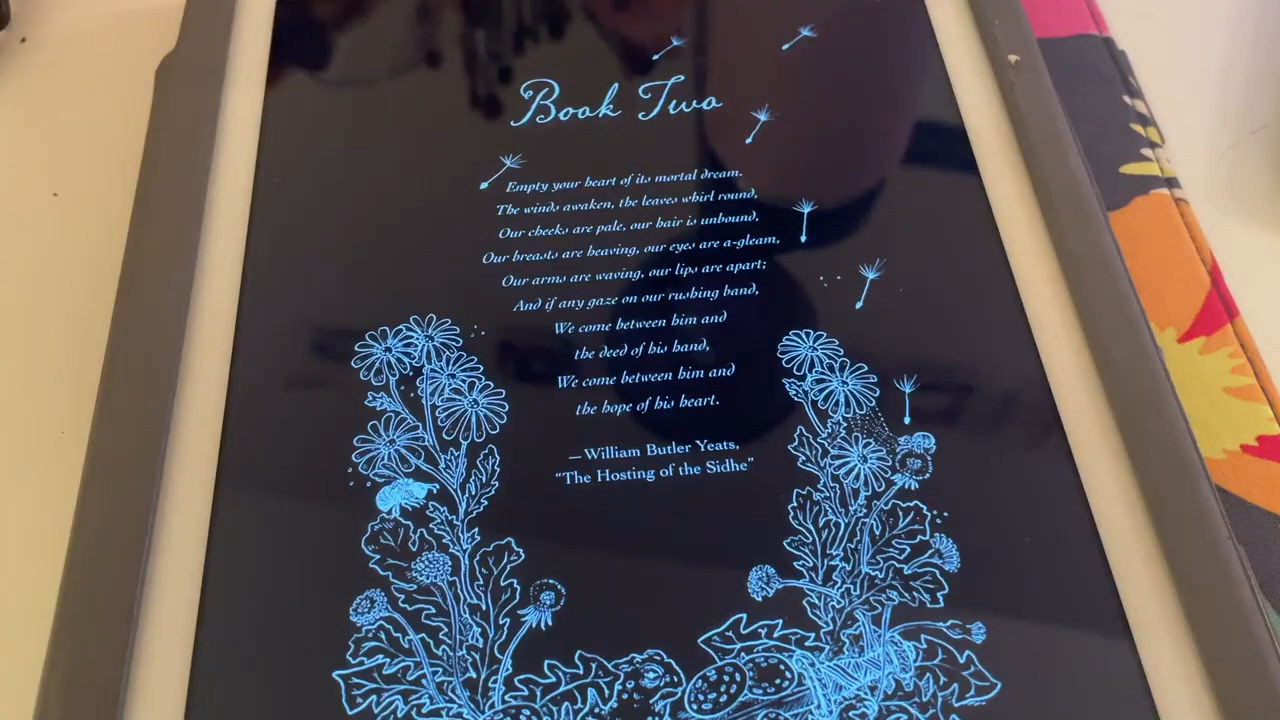 Book Two
Empty your heart of its mortal dream.
The winds awaken, the leaves whirl round,
Our cheeks are pale, our hair is unbound,
Our breasts are heaving, our eyes are a-gleam,
Our arms are waving, our lips are apart;
And if any gaze on our rushing band,
We come between him and
the deed of his hand,
We come between him and
the hope of his heart.
—William Butler Yeats,
“The Hosting of the Sidhe”